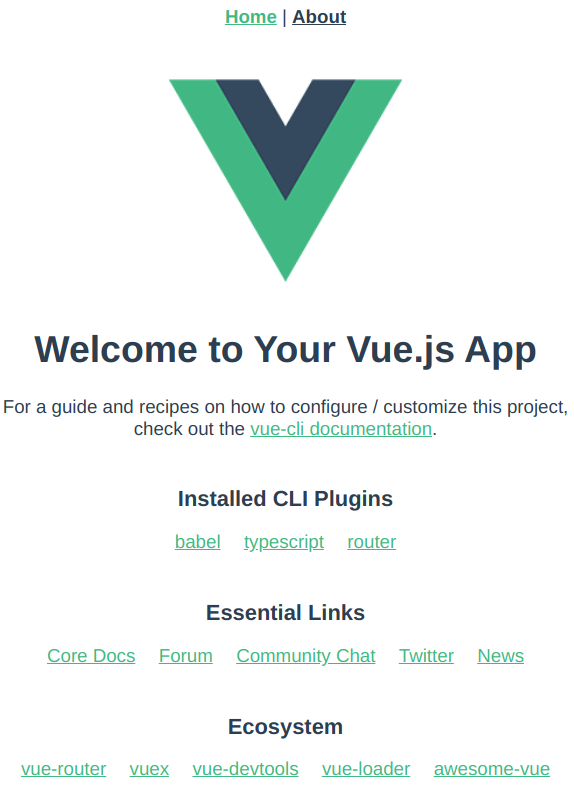 Home | About
Welcome to Your Vue.js App
For a guide and recipes on how to configure / customize this project,
check out the vue-cli documentation.
Installed CLI Plugins
babel typescript router
Essential Links
Core Docs Forum Community Chat Twitter News
Ecosystem
vue-router vuex vue-devtools vue-loader awesome-vue